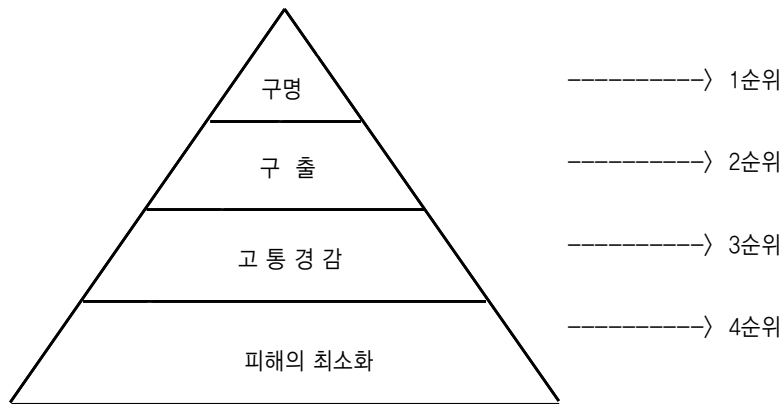 구명 ----------〉 1순위
구 출 ----------〉 2순위
고 통 경 감 ----------〉 3순위
피해의 최소화 ----------〉 4순위